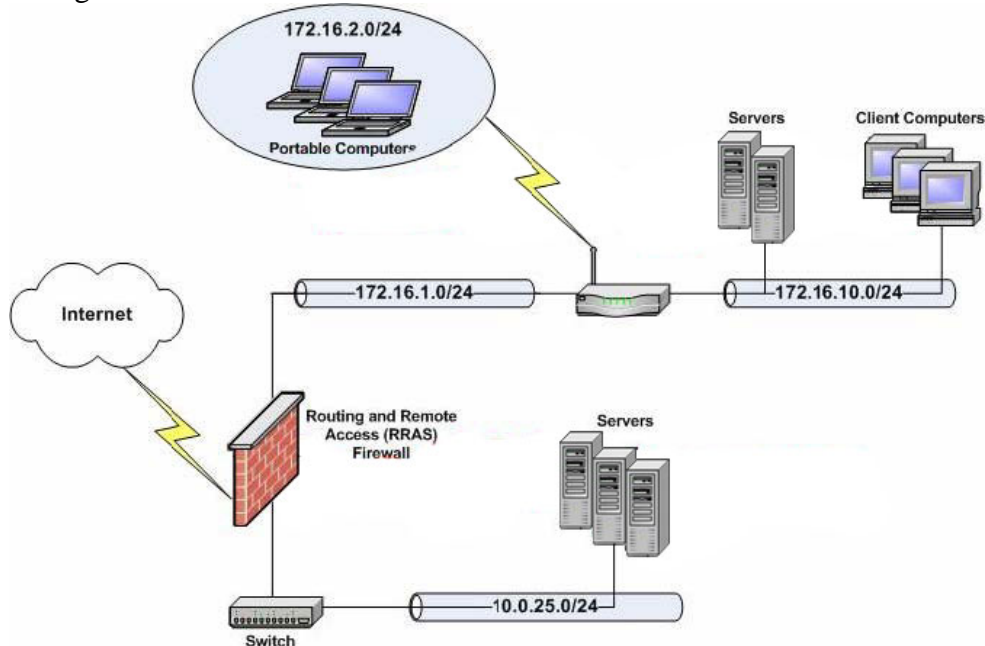 172.16.2.0/24
Portable Computers
Servers
Client Computers
172.16.1.0/24
172.16.10.0/24
Internet
Routing and Remote
Access (RRAS)
Firewall
Servers
10.0.25.0/24
Switch